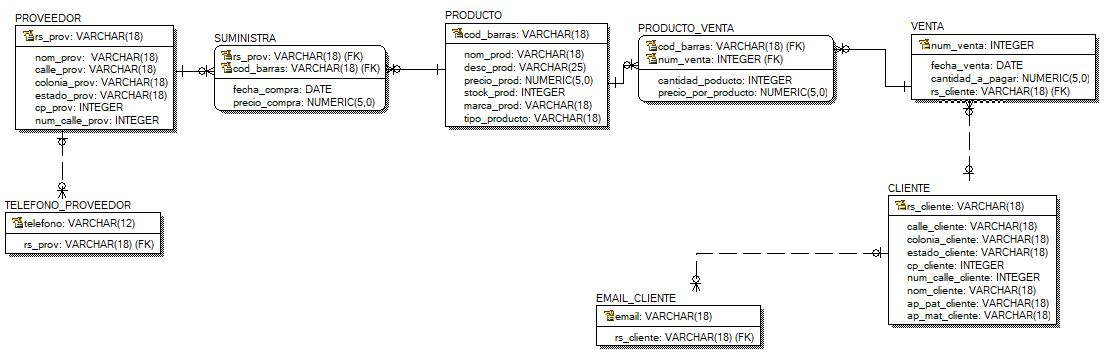 PROVEEDOR
rs_prov: VARCHAR(18)
nom_prov: VARCHAR(18)
calle_prov: VARCHAR(18)
colonia_prov: VARCHAR(18)
estado_prov: VARCHAR(18)
cp_prov: INTEGER
num_calle_prov: INTEGER
SUMINISTRA
rs_prov: VARCHAR(18) (FK)
cod_barras: VARCHAR(18) (FK)
fecha_compra: DATE
precio_compra: NUMERIC(5,0)
PRODUCTO
cod_barras: VARCHAR(18)
nom_prod: VARCHAR(18)
desc_prod: VARCHAR(25)
precio_prod: NUMERIC(5,0)
stock_prod: INTEGER
marca_prod: VARCHAR(18)
tipo_producto: VARCHAR(18)
PRODUCTO_VENTA
cod_barras: VARCHAR(18) (FK)
num_venta: INTEGER (FK)
cantidad_poducto: INTEGER
precio_por_producto: NUMERIC(5,0)
VENTA
num_venta: INTEGER
fecha_venta: DATE
cantidad_a_pagar: NUMERIC(5,0)
rs_cliente: VARCHAR(18) (FK)
TELEFONO_PROVEEDOR
telefono: VARCHAR(12)
rs_prov: VARCHAR(18) (FK)
CLIENTE
rs_cliente: VARCHAR(18)
calle_cliente: VARCHAR(18)
colonia_cliente: VARCHAR(18)
estado_cliente: VARCHAR(18)
cp_cliente: INTEGER
num_calle_cliente: INTEGER
nom_cliente: VARCHAR(18)
ap_pat_cliente: VARCHAR(18)
ap_mat_cliente: VARCHAR(18)
EMAIL_CLIENTE
email: VARCHAR(18)
rs_cliente: VARCHAR(18) (FK)